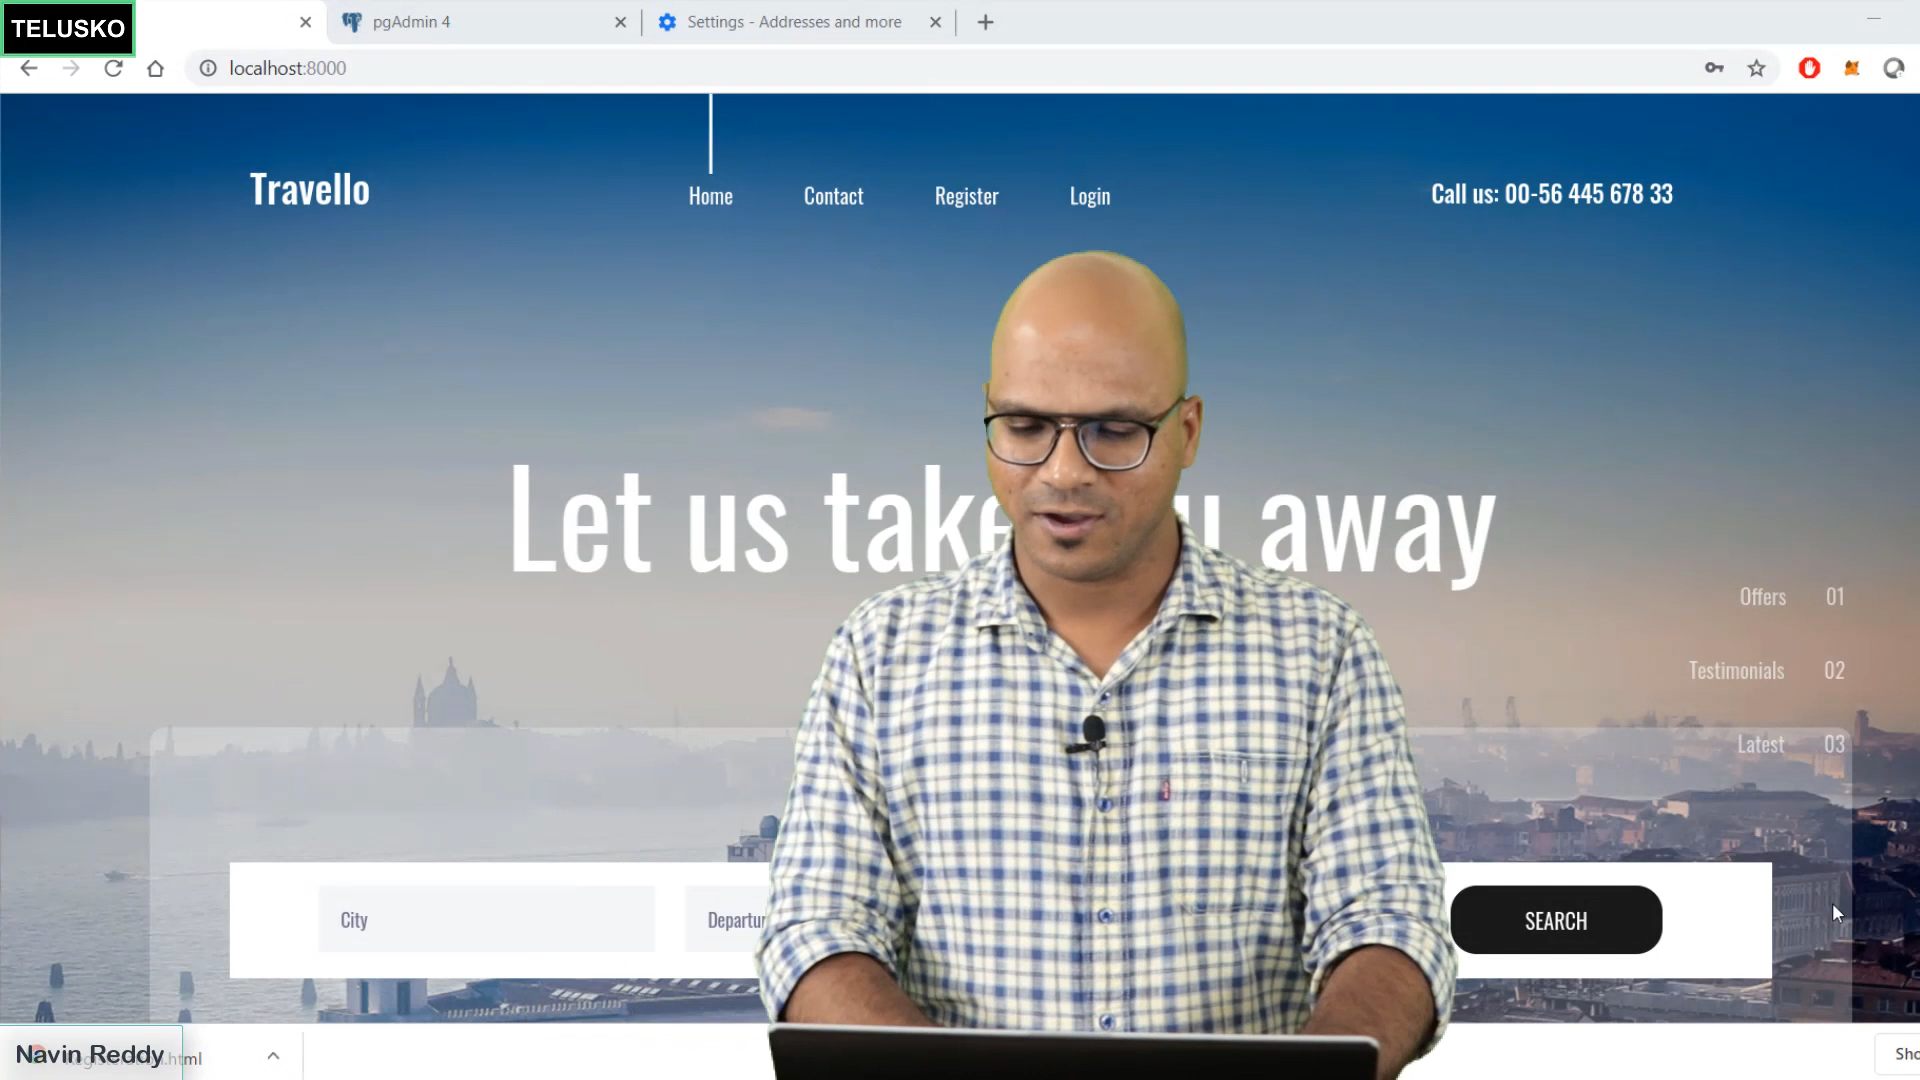 TELUSKO
pgAdmin 4
Settings - Addresses and more
localhost:8000
Travello
Home
Contact
Register
Login
Call us: 00-56 445 678 33
Let us take
u away
Offers 01
Testimonials 02
Latest 03
City
Departur
SEARCH
Navin Reddy
.html
Sho